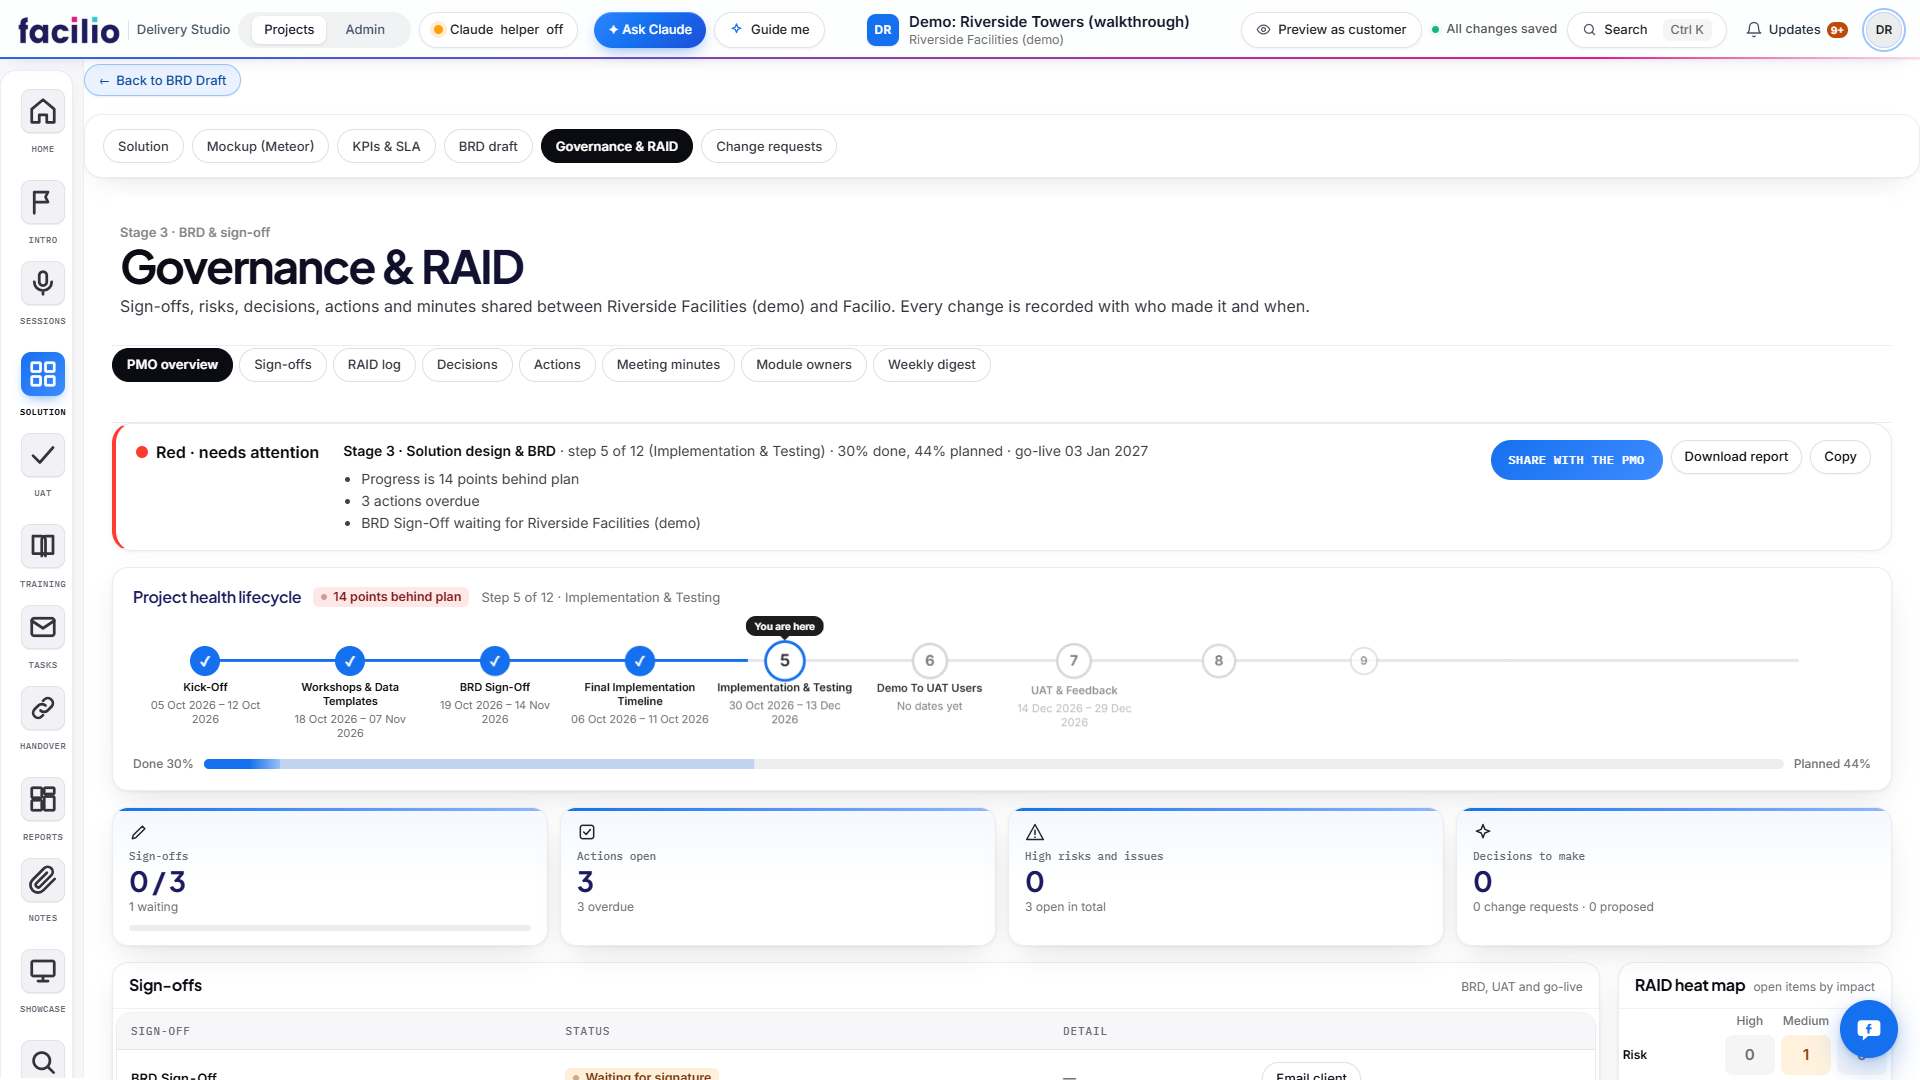 facilio
Delivery Studio
Projects
Admin
Claude helper off
✦ Ask Claude
Guide me
DR
Demo: Riverside Towers (walkthrough)
Riverside Facilities (demo)
Preview as customer
All changes saved
Search
Ctrl K
Updates
9+
DR
← Back to BRD Draft
HOME
INTRO
SESSIONS
SOLUTION
UAT
TRAINING
TASKS
HANDOVER
REPORTS
NOTES
SHOWCASE
Solution
Mockup (Meteor)
KPIs & SLA
BRD draft
Governance & RAID
Change requests
Stage 3 · BRD & sign-off
Governance & RAID
Sign-offs, risks, decisions, actions and minutes shared between Riverside Facilities (demo) and Facilio. Every change is recorded with who made it and when.
PMO overview
Sign-offs
RAID log
Decisions
Actions
Meeting minutes
Module owners
Weekly digest
Red · needs attention
Stage 3 · Solution design & BRD · step 5 of 12 (Implementation & Testing) · 30% done, 44% planned · go-live 03 Jan 2027
• Progress is 14 points behind plan
• 3 actions overdue
• BRD Sign-Off waiting for Riverside Facilities (demo)
SHARE WITH THE PMO
Download report
Copy
Project health lifecycle
14 points behind plan
Step 5 of 12 · Implementation & Testing
You are here
5
6
7
8
9
Kick-Off
05 Oct 2026 – 12 Oct
2026
Workshops & Data
Templates
18 Oct 2026 – 07 Nov
2026
BRD Sign-Off
19 Oct 2026 – 14 Nov
2026
Final Implementation
Timeline
06 Oct 2026 – 11 Oct 2026
Implementation & Testing
30 Oct 2026 – 13 Dec
2026
Demo To UAT Users
No dates yet
UAT & Feedback
14 Dec 2026 – 29 Dec
2026
Done 30%
Planned 44%
Sign-offs
0 / 3
1 waiting
Actions open
3
3 overdue
High risks and issues
0
3 open in total
Decisions to make
0
0 change requests · 0 proposed
Sign-offs
BRD, UAT and go-live
SIGN-OFF
STATUS
DETAIL
BRD Sign-Off
Waiting for signature
—
Email client
RAID heat map
open items by impact
High
Medium
Risk
0
1